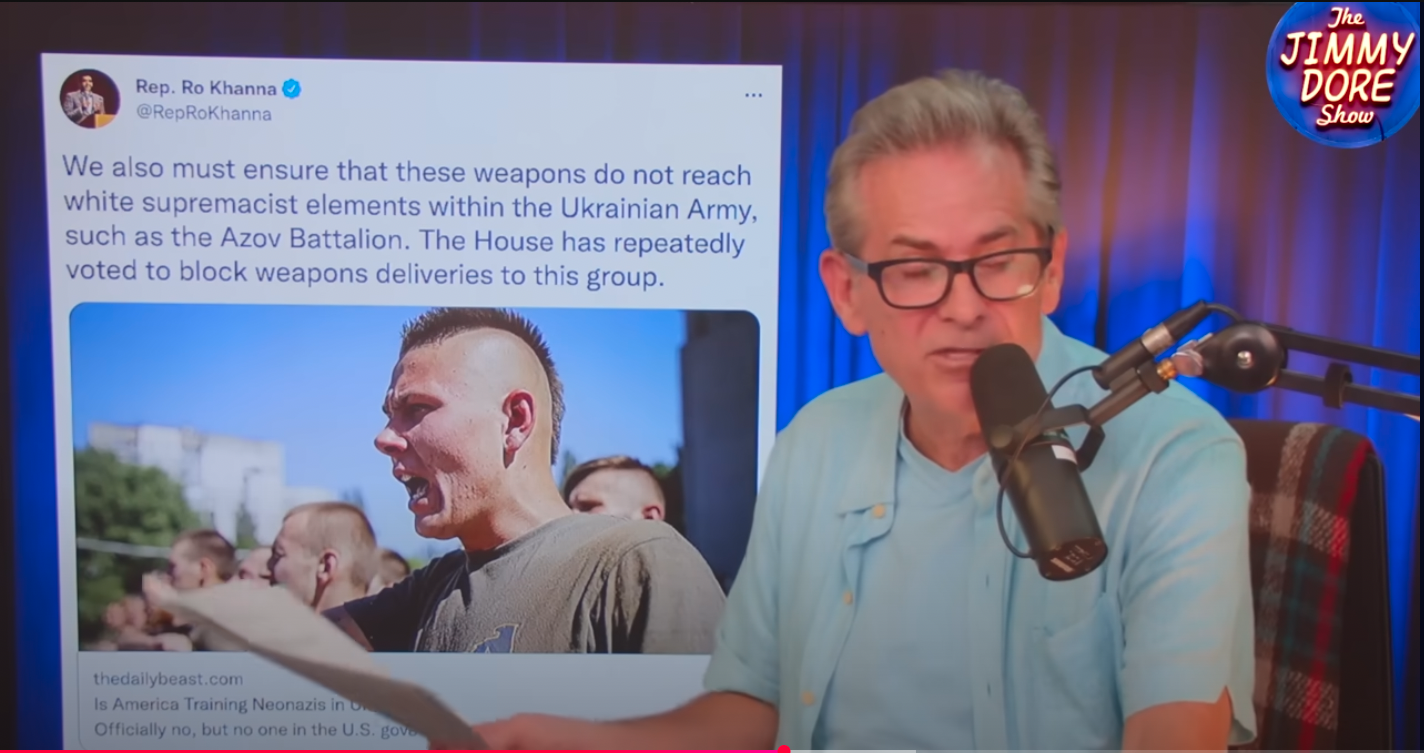 The
JIMMY
DORE
Show
Rep. Ro Khanna
@RepRoKhanna
We also must ensure that these weapons do not reach
white supremacist elements within the Ukrainian Army,
such as the Azov Battalion. The House has repeatedly
voted to block weapons deliveries to this group.
thedailybeast.com
Is America Training Neonazis in
Officially no, but no one in the U.S.